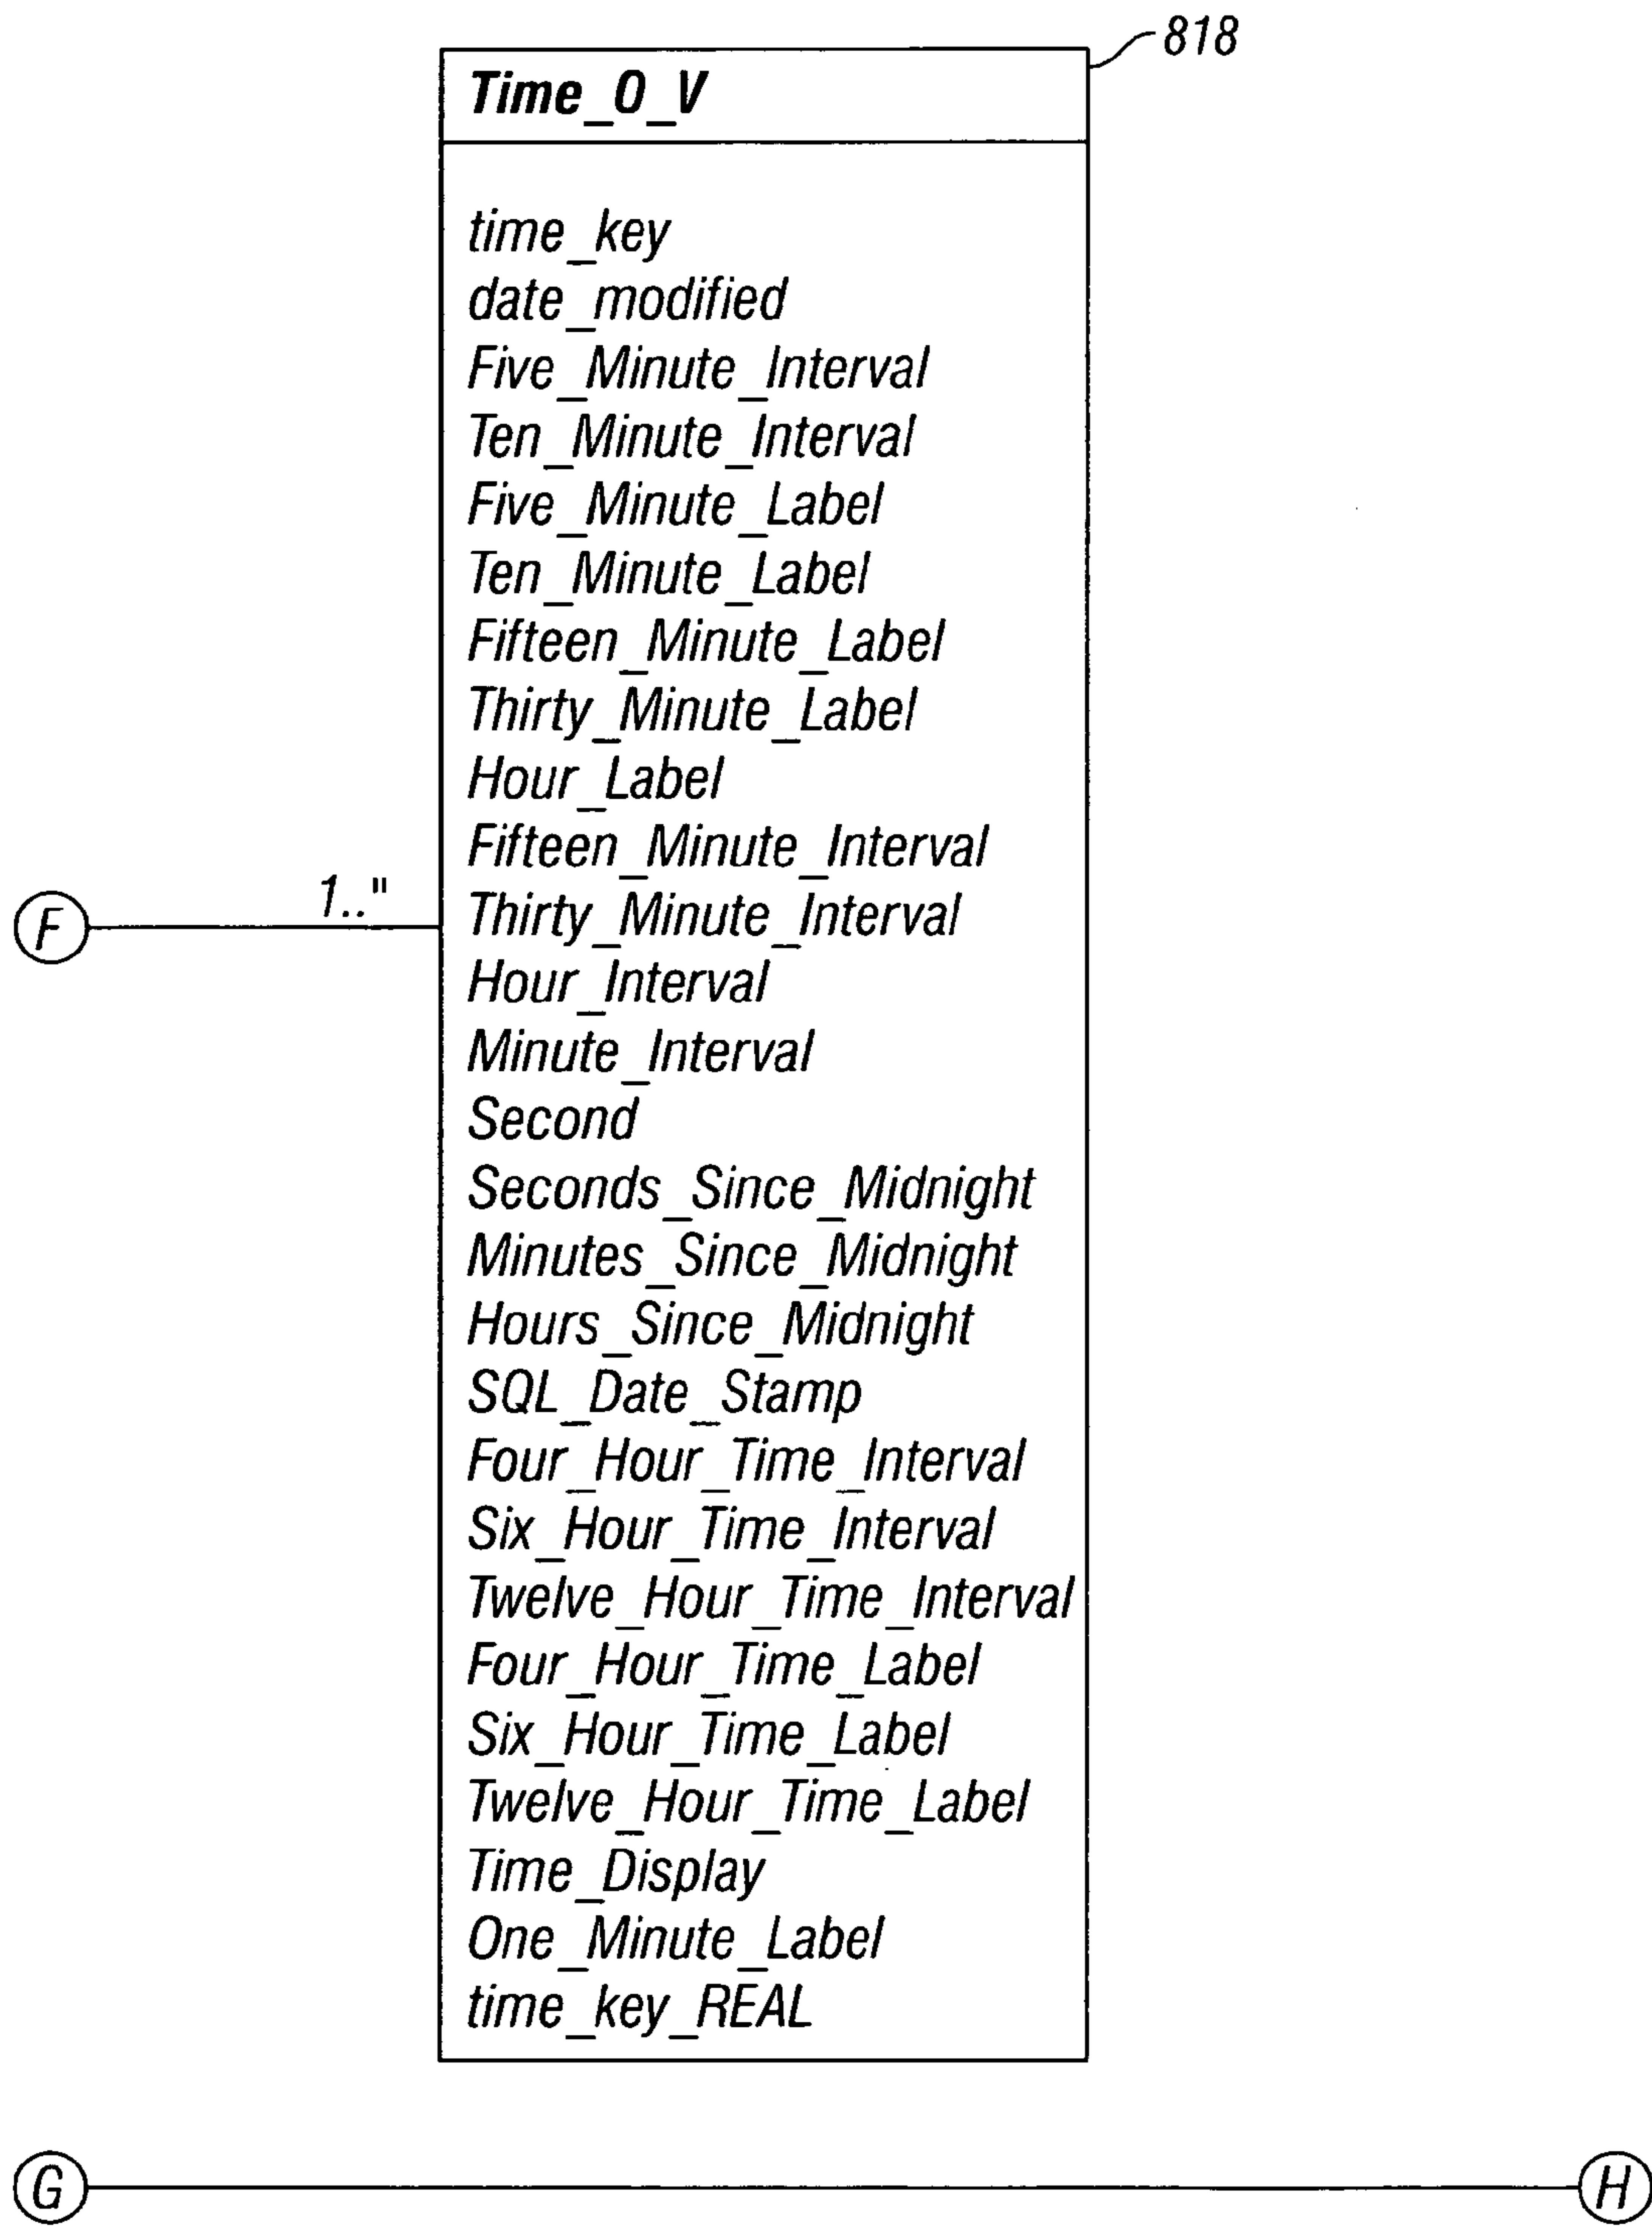 818
Time_O_V
time_key
date_modified
Five_Minute_Interval
Ten_Minute_Interval
Five_Minute_Label
Ten_Minute_Label
Fifteen_Minute_Label
Thirty_Minute_Label
Hour_Label
Fifteen_Minute_Interval
F 1.."
Thirty_Minute_Interval
Hour_Interval
Minute_Interval
Second
Seconds_Since_Midnight
Minutes_Since_Midnight
Hours_Since_Midnight
SQL_Date_Stamp
Four_Hour_Time_Interval
Six_Hour_Time_Interval
Twelve_Hour_Time_Interval
Four_Hour_Time_Label
Six_Hour_Time_Label
Twelve_Hour_Time_Label
Time_Display
One_Minute_Label
time_key_REAL
G H